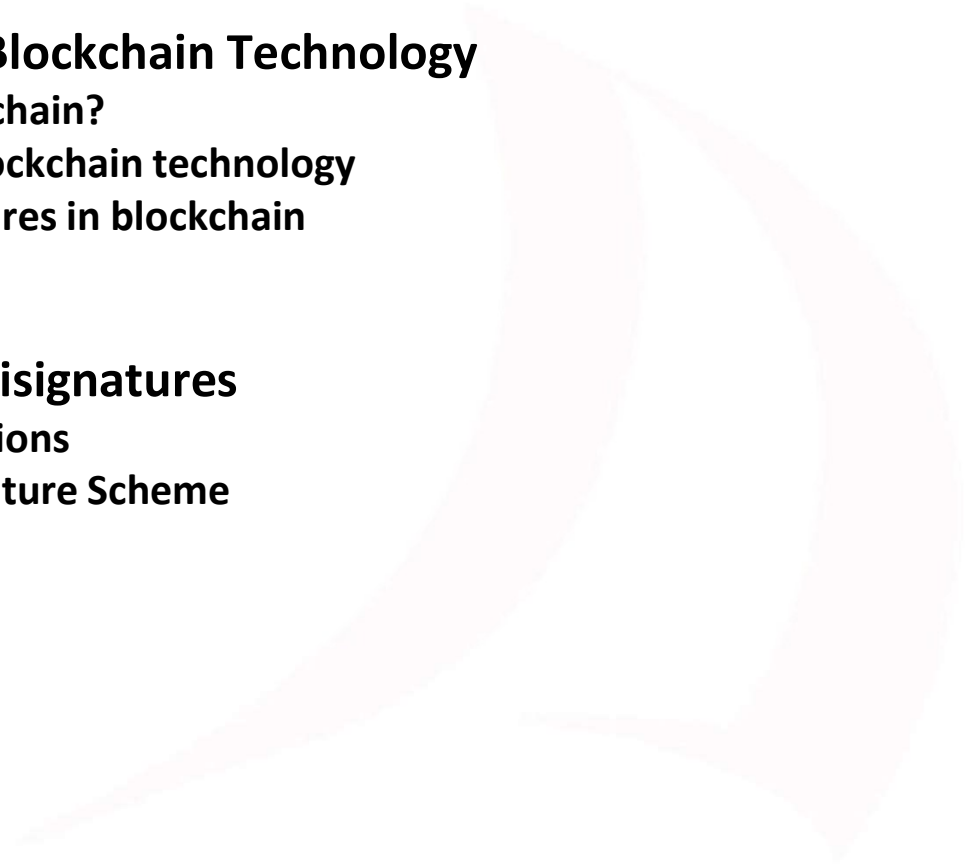 Blockchain Technology
chain?
ockchain technology
res in blockchain
isignatures
ions
ture Scheme